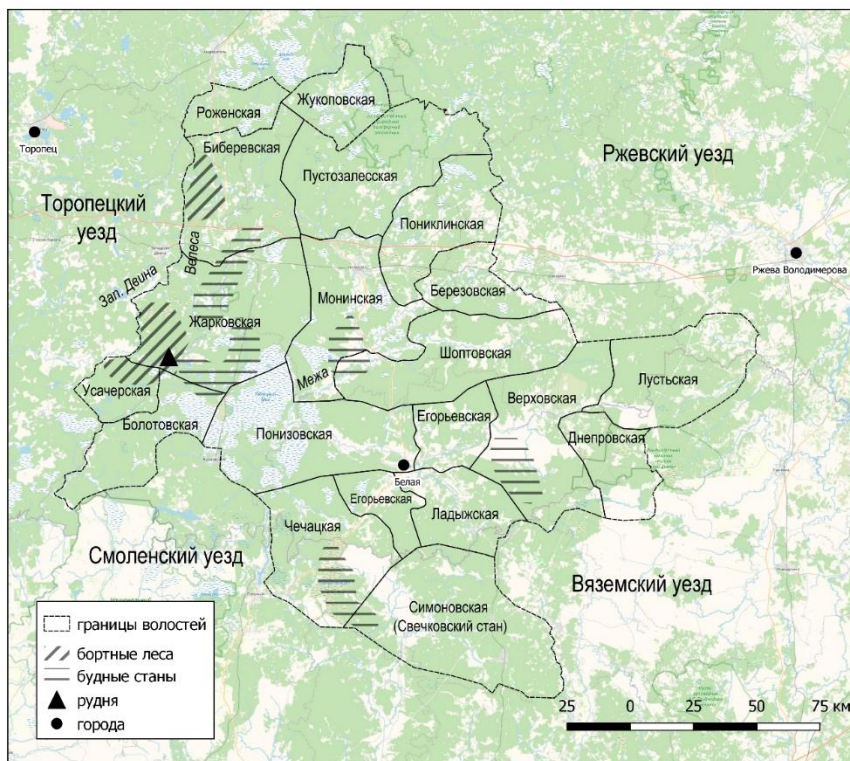 Роженская
Жукоповская
Торопец
Биберевская
Ржевский уезд
Пустозалесская
Торопецкий
уезд
Пониклинская
Велеса
Ржева Володимерова
Зап. Двина
Березовская
Монинская
Жарковская
Шоптовская
Лустьская
Межа
Усачерская
Верховская
Егорьевская
Болотовская
Понизовская
Днепровская
Белая
Егорьевская
Ладыжская
Чечацкая
Смоленский уезд
Вяземский уезд
Симоновская
(Свечковский стан)
границы волостей
бортные леса
будные станы
рудня
города
25 0 25 50 75 км